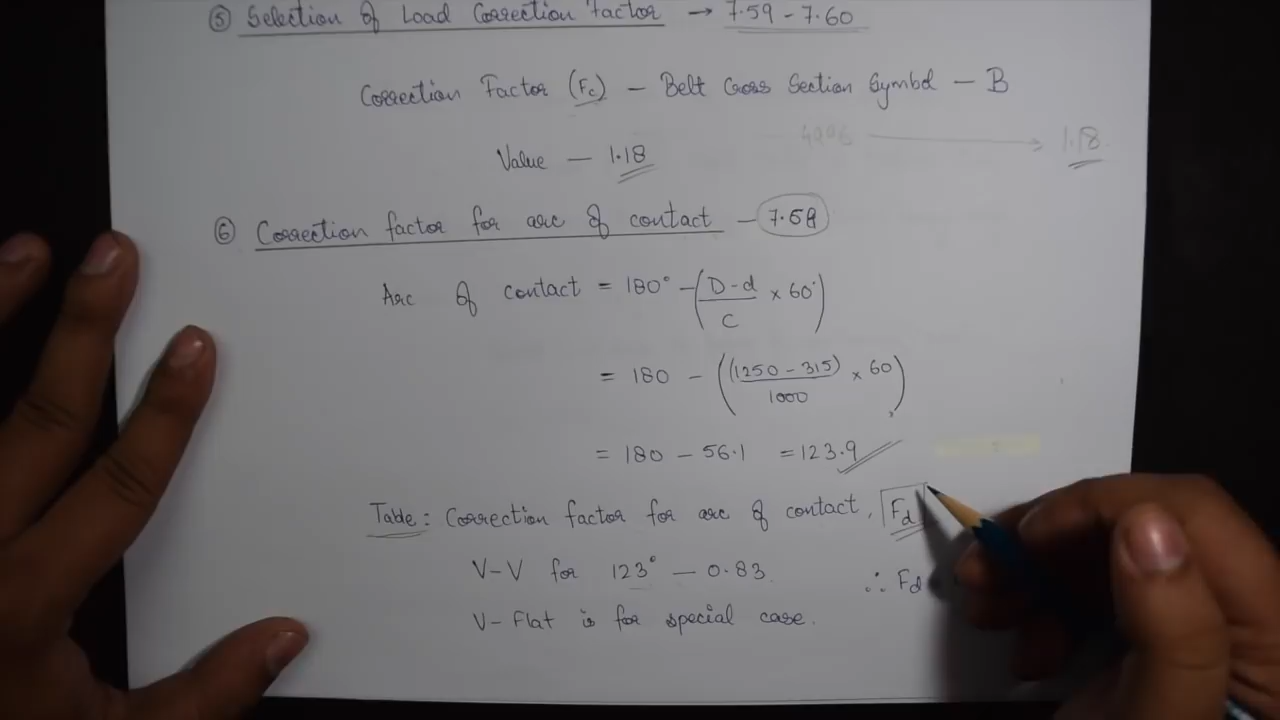 ⑤ Selection of Load Correction Factor → 7.59 - 7.60
Correction Factor (Fc) - Belt Cross Section Symbol - B
4996 → 1.18
Value - 1.18
⑥ Correction factor for arc of contact - 7.59
Arc of contact = 180° - (D-d/C × 60°)
= 180 - ((1250 - 315)/1000 × 60)
= 180 - 56.1 = 123.9
Table: Correction factor for arc of contact, Fd
V-V for 123° - 0.83
∴ Fd
V- Flat is for special case.